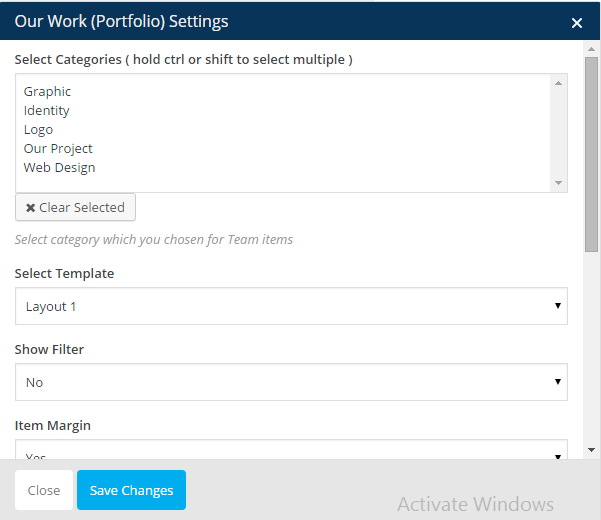 Our Work (Portfolio) Settings
Select Categories ( hold ctrl or shift to select multiple )
Graphic
Identity
Logo
Our Project
Web Design
Clear Selected
Select category which you chosen for Team items
Select Template
Layout 1
Show Filter
No
Item Margin
Yes
Close
Save Changes
Activate Windows